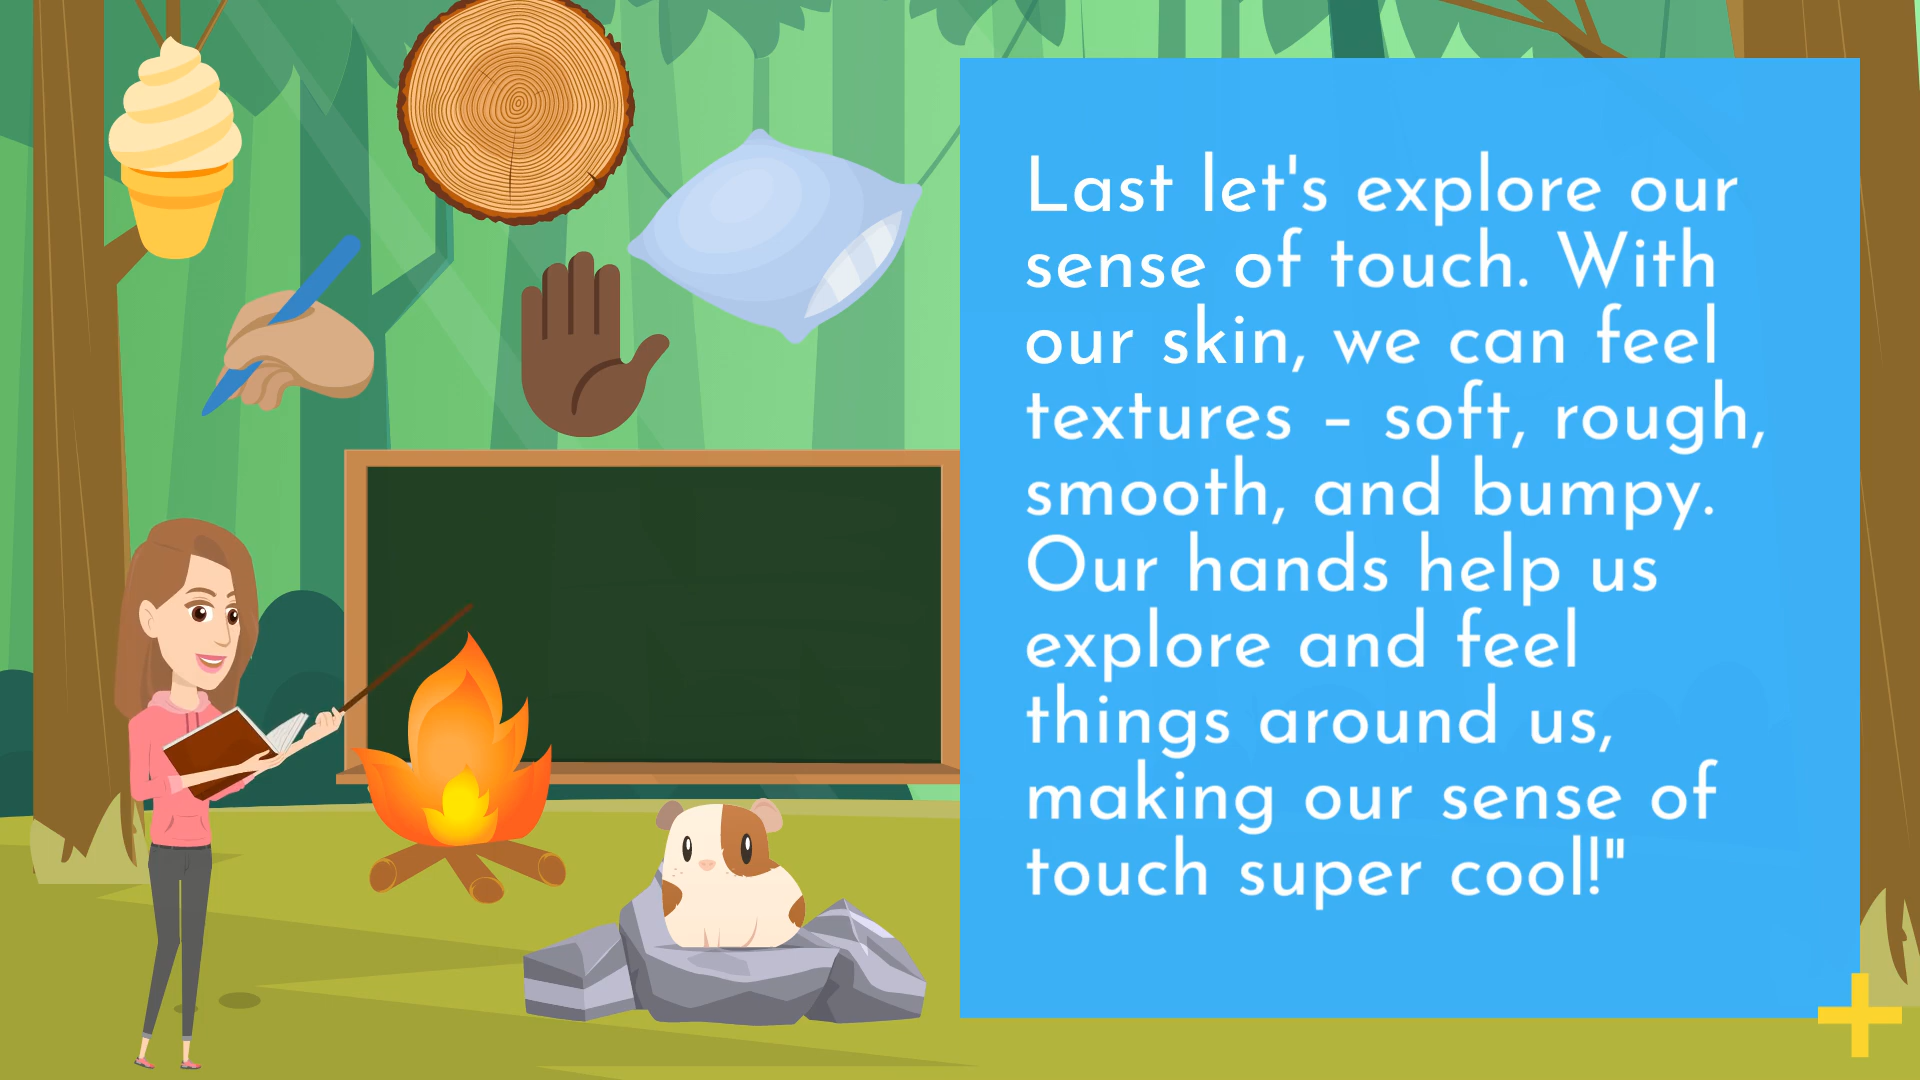 Last let's explore our
sense of touch. With
our skin, we can feel
textures – soft, rough,
smooth, and bumpy.
Our hands help us
explore and feel
things around us,
making our sense of
touch super cool!"